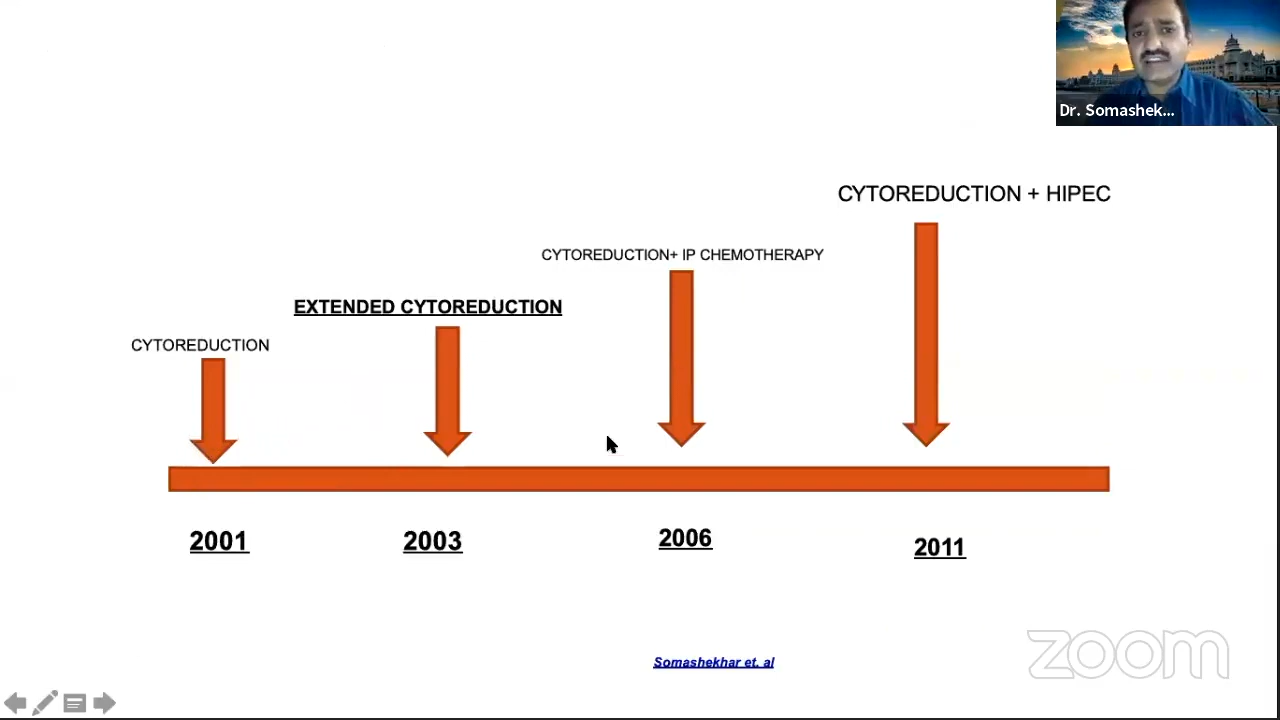 Dr. Somashek...
CYTOREDUCTION + HIPEC
CYTOREDUCTION+ IP CHEMOTHERAPY
EXTENDED CYTOREDUCTION
CYTOREDUCTION
2001
2003
2006
2011
Somashekhar et. al
zoom